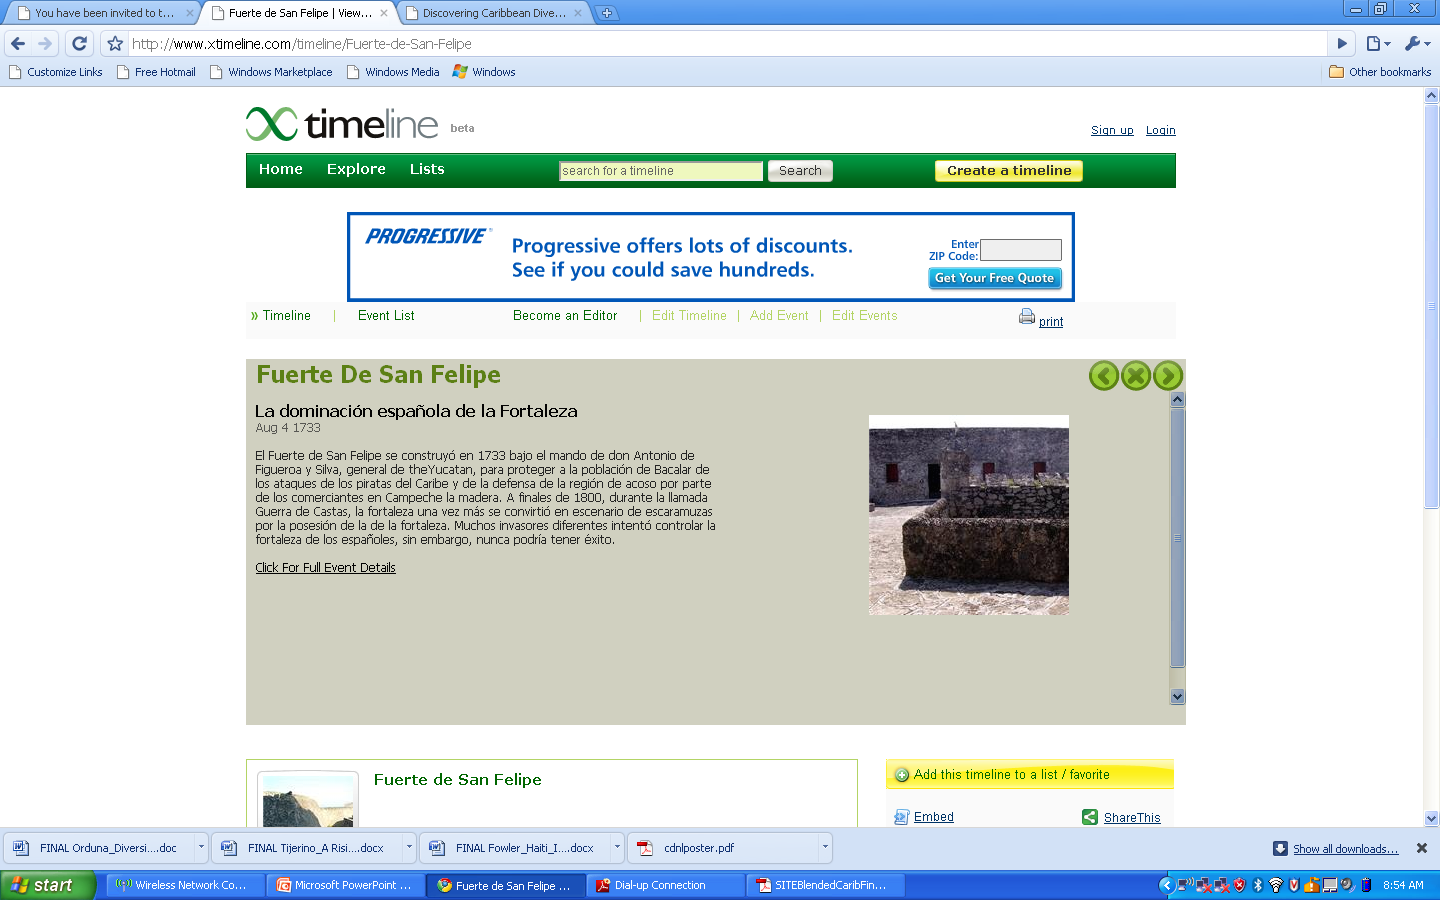 You have been invited to t...
Fuerte de San Felipe | View...
Discovering Caribbean Dive...
http://www.xtimeline.com/timeline/Fuerte-de-San-Felipe
Customize Links
Free Hotmail
Windows Marketplace
Windows Media
Windows
Other bookmarks
timeline beta
Sign up Login
Home Explore Lists
search for a timeline
Search
Create a timeline
PROGRESSIVE
Progressive offers lots of discounts.
See if you could save hundreds.
Enter
ZIP Code:
Get Your Free Quote
» Timeline | Event List
Become an Editor | Edit Timeline | Add Event | Edit Events
print
Fuerte De San Felipe
La dominación española de la Fortaleza
Aug 4 1733
El Fuerte de San Felipe se construyó en 1733 bajo el mando de don Antonio de
Figueroa y Silva, general de theYucatan, para proteger a la población de Bacalar de
los ataques de los piratas del Caribe y de la defensa de la región de acoso por parte
de los comerciantes en Campeche la madera. A finales de 1800, durante la llamada
Guerra de Castas, la fortaleza una vez más se convirtió en escenario de escaramuzas
por la posesión de la de la fortaleza. Muchos invasores diferentes intentó controlar la
fortaleza de los españoles, sin embargo, nunca podría tener éxito.
Click For Full Event Details
Fuerte de San Felipe
Add this timeline to a list / favorite
Embed
ShareThis
FINAL Orduna_Diversi....doc
FINAL Tijerino_A Risi....docx
FINAL Fowler_Haiti_I....docx
cdnlposter.pdf
Show all downloads...
start
Wireless Network Co...
Microsoft PowerPoint ...
Fuerte de San Felipe ...
Dial-up Connection
SITEBlendedCaribFin...
8:54 AM